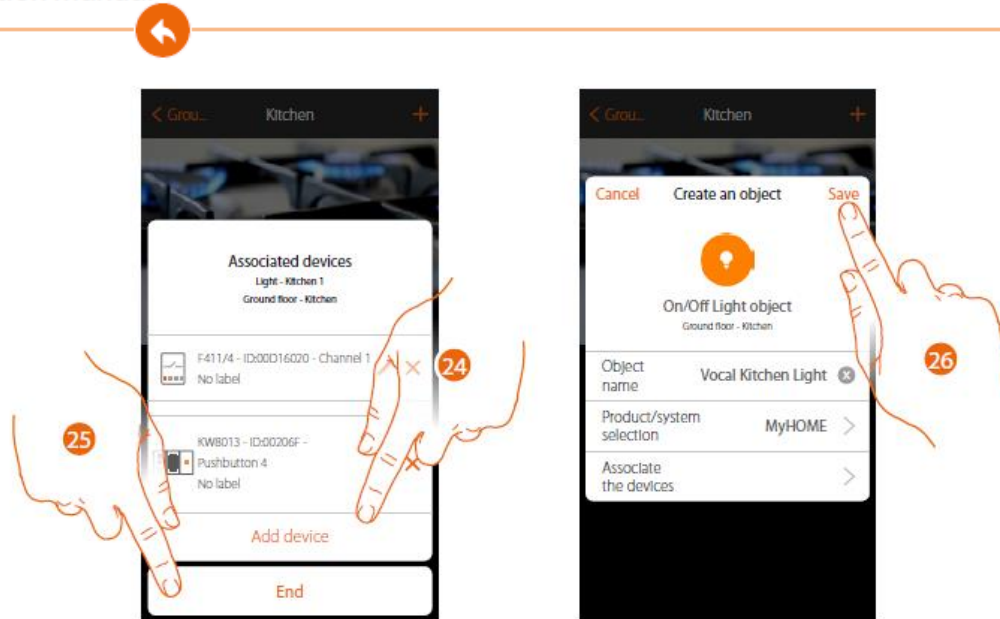 < Grou... Kitchen +
Associated devices
Light - Kitchen 1
Ground floor - Kitchen
F411/4 - ID:00D16020 - Channel 1
No label
24
KW8013 - ID:00206F -
Pushbutton 4
No label
25
Add device
End
< Grou... Kitchen +
Cancel Create an object Save
On/Off Light object
Ground floor - Kitchen
26
Object
name
Vocal Kitchen Light
Product/system
selection
MyHOME
Associate
the devices